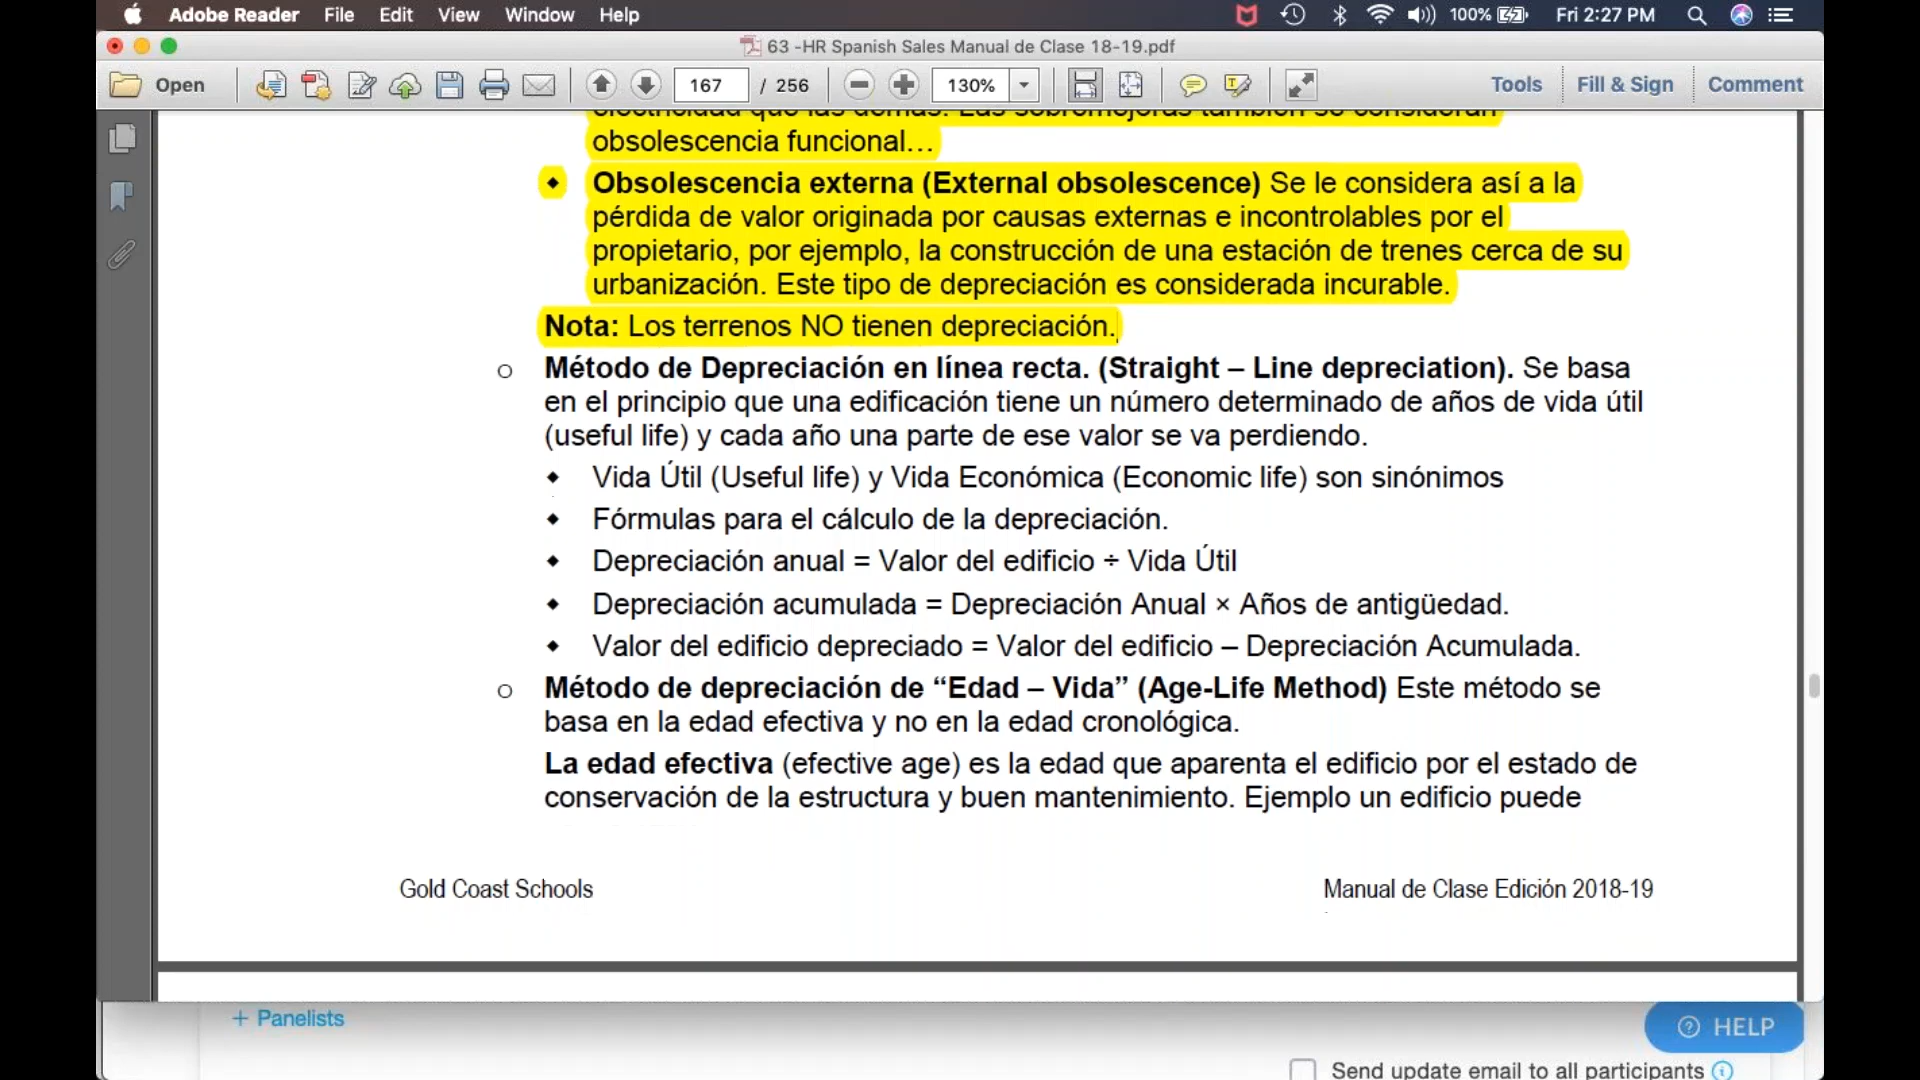 Adobe Reader File Edit View Window Help 100% Fri 2:27 PM
63 -HR Spanish Sales Manual de Clase 18-19.pdf
Open 167 / 256 130% Tools Fill & Sign Comment
electricidad que las demás. Las sobremejoras también se consideran
obsolescencia funcional…
◆ Obsolescencia externa (External obsolescence) Se le considera así a la
pérdida de valor originada por causas externas e incontrolables por el
propietario, por ejemplo, la construcción de una estación de trenes cerca de su
urbanización. Este tipo de depreciación es considerada incurable.
Nota: Los terrenos NO tienen depreciación.
o Método de Depreciación en línea recta. (Straight – Line depreciation). Se basa
en el principio que una edificación tiene un número determinado de años de vida útil
(useful life) y cada año una parte de ese valor se va perdiendo.
◆ Vida Útil (Useful life) y Vida Económica (Economic life) son sinónimos
◆ Fórmulas para el cálculo de la depreciación.
◆ Depreciación anual = Valor del edificio ÷ Vida Útil
◆ Depreciación acumulada = Depreciación Anual × Años de antigüedad.
◆ Valor del edificio depreciado = Valor del edificio – Depreciación Acumulada.
o Método de depreciación de “Edad – Vida” (Age-Life Method) Este método se
basa en la edad efectiva y no en la edad cronológica.
La edad efectiva (efective age) es la edad que aparenta el edificio por el estado de
conservación de la estructura y buen mantenimiento. Ejemplo un edificio puede
Gold Coast Schools Manual de Clase Edición 2018-19
+ Panelists
HELP
Send update email to all participants